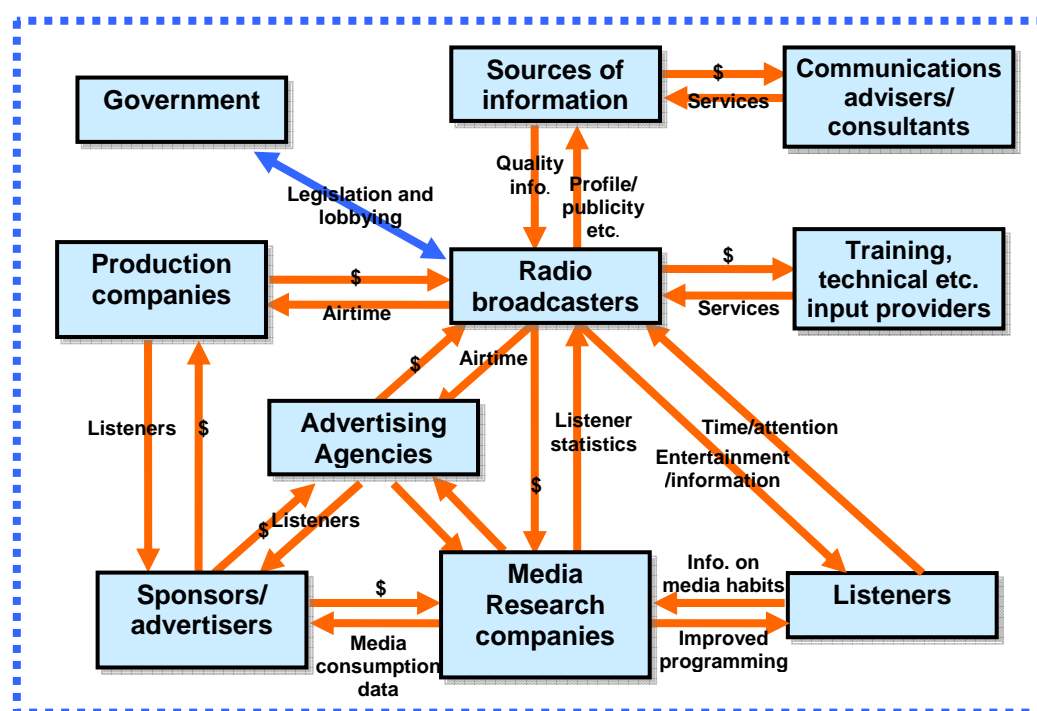 Government
Sources of
information
$
Services
Communications
advisers/
consultants
Quality
info.
Profile/
publicity
etc.
Legislation and
lobbying
Production
companies
$
Airtime
Radio
broadcasters
$
Services
Training,
technical etc.
input providers
Listeners
$
$
Airtime
Advertising
Agencies
Listener
statistics
$
Time/attention
Entertainment
/information
$
Listeners
Sponsors/
advertisers
$
Media
consumption
data
Media
Research
companies
Info. on
media habits
Improved
programming
Listeners